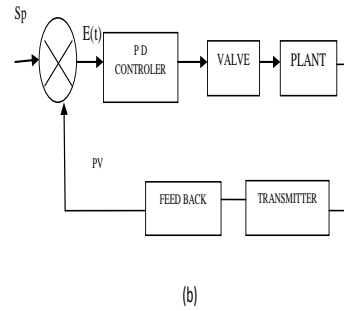 Sp
E(t)
P D
CONTROLER
VALVE
PLANT
PV
FEED BACK
TRANSMITTER
(b)